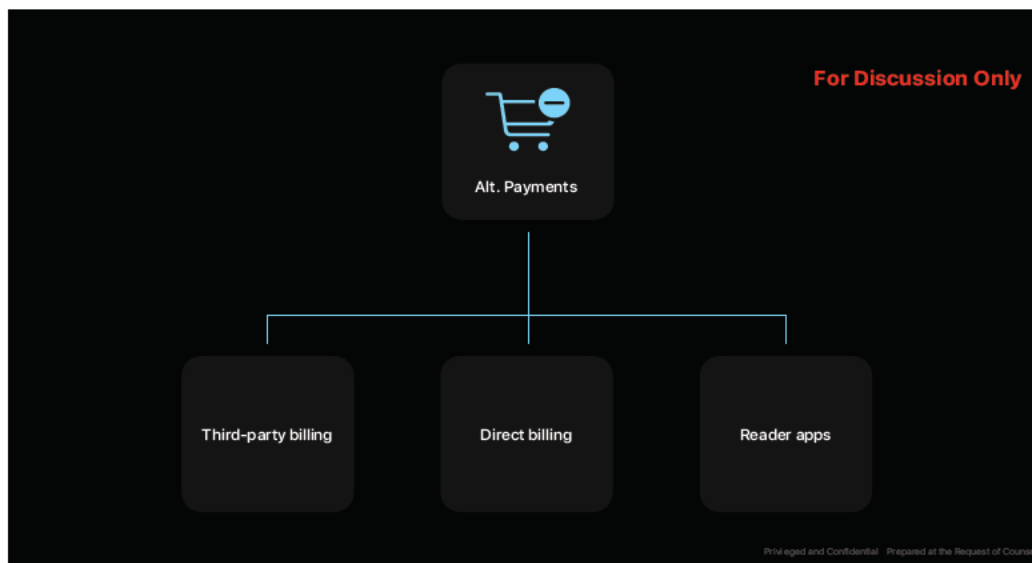 For Discussion Only
Alt. Payments
Third-party billing
Direct billing
Reader apps
Privileged and Confidential Prepared at the Request of